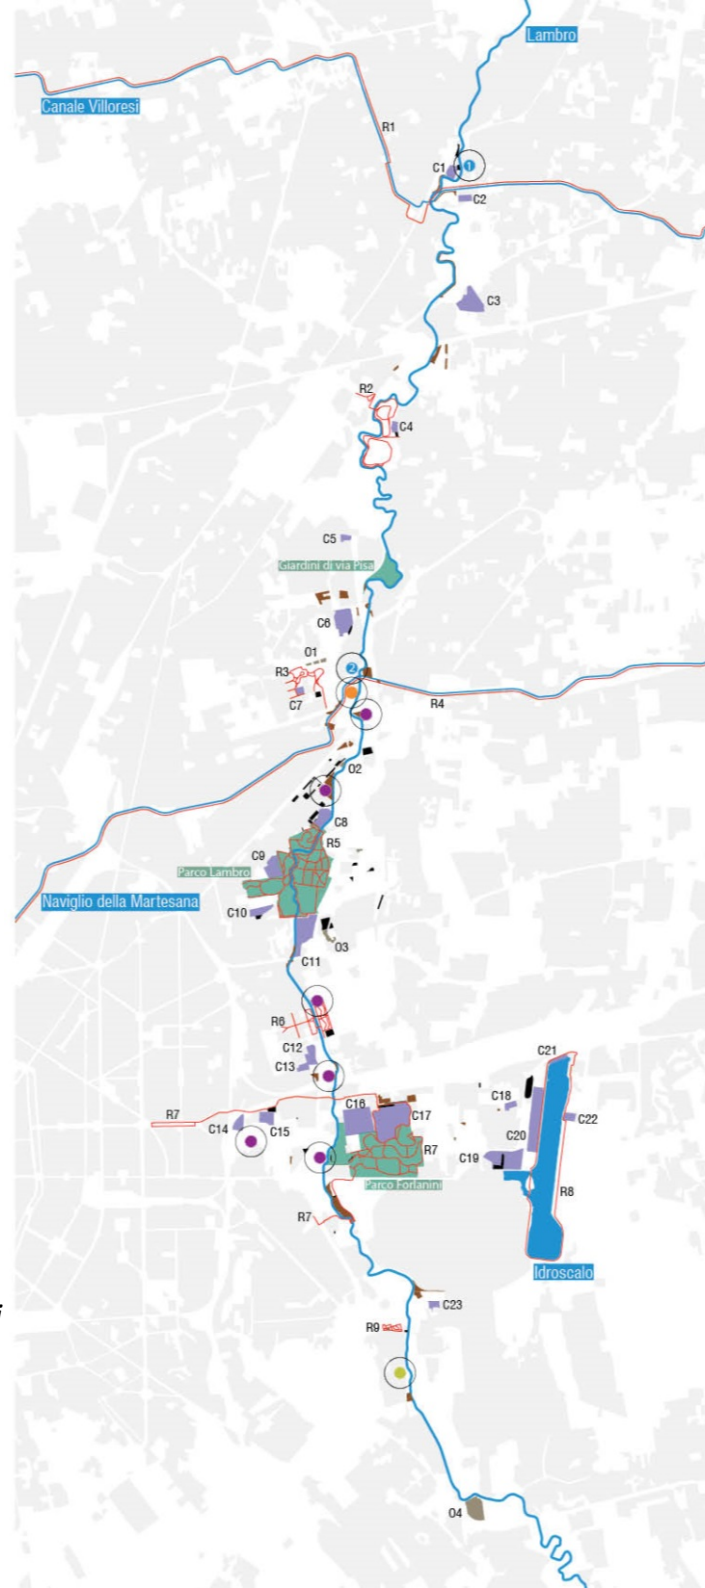 Lambro
Canale Villoresi
R1
C1
1
C2
C3
R2
C4
C5
Giardini di via Pisa
C6
O1
2
R3
C7
R4
O2
C8
R5
C9
Parco Lambro
Naviglio della Martesana
/
C10
O3
C11
R6
C12
C13
C21
C18
C16
R7
C17
C22
C14
C15
C20
R7
C19
Parco Forlanini
R8
R7
Idroscalo
C23
i
R9
O4